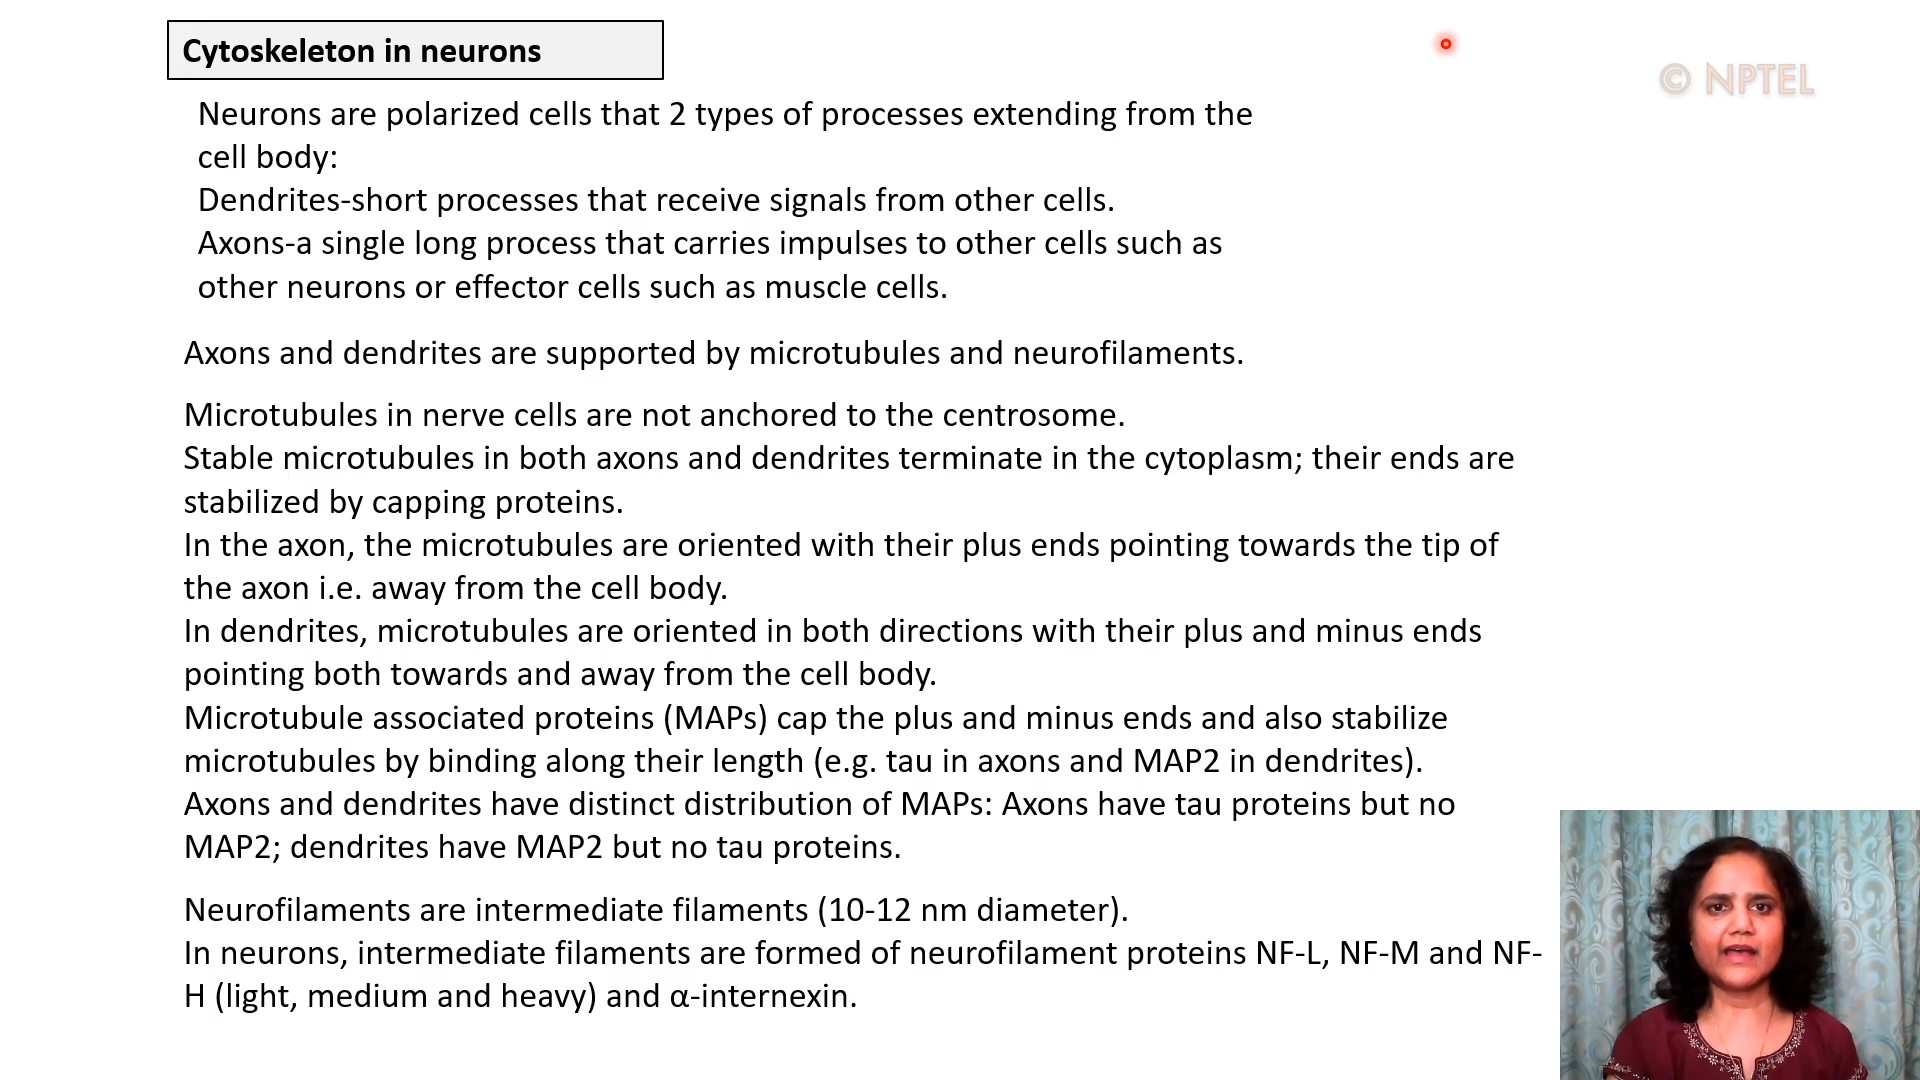 Cytoskeleton in neurons
© NPTEL
Neurons are polarized cells that 2 types of processes extending from the
cell body:
Dendrites-short processes that receive signals from other cells.
Axons-a single long process that carries impulses to other cells such as
other neurons or effector cells such as muscle cells.
Axons and dendrites are supported by microtubules and neurofilaments.
Microtubules in nerve cells are not anchored to the centrosome.
Stable microtubules in both axons and dendrites terminate in the cytoplasm; their ends are
stabilized by capping proteins.
In the axon, the microtubules are oriented with their plus ends pointing towards the tip of
the axon i.e. away from the cell body.
In dendrites, microtubules are oriented in both directions with their plus and minus ends
pointing both towards and away from the cell body.
Microtubule associated proteins (MAPs) cap the plus and minus ends and also stabilize
microtubules by binding along their length (e.g. tau in axons and MAP2 in dendrites).
Axons and dendrites have distinct distribution of MAPs: Axons have tau proteins but no
MAP2; dendrites have MAP2 but no tau proteins.
Neurofilaments are intermediate filaments (10-12 nm diameter).
In neurons, intermediate filaments are formed of neurofilament proteins NF-L, NF-M and NF-
H (light, medium and heavy) and α-internexin.